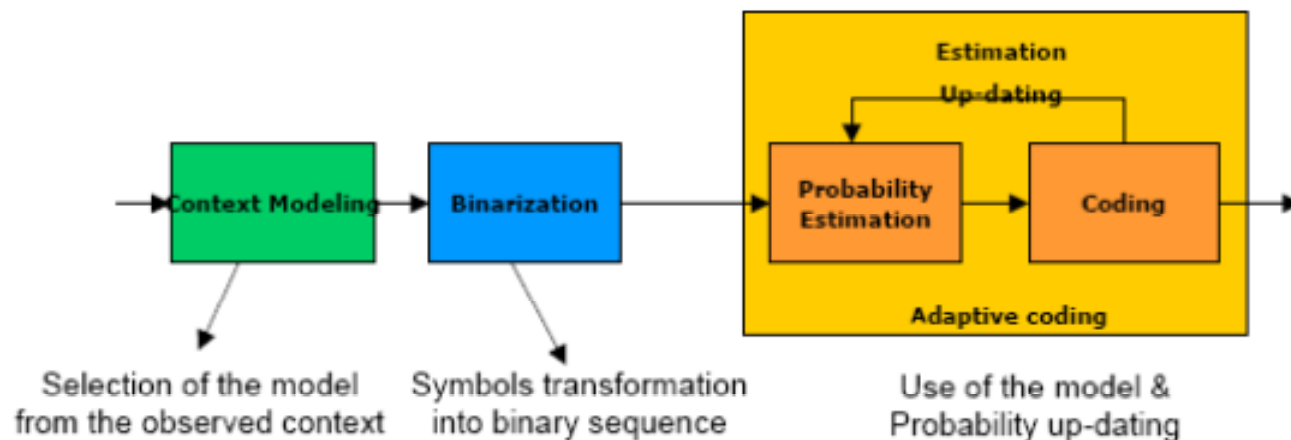 Estimation
Up-dating
Context Modeling
Binarization
Probability
Estimation
Coding
Adaptive coding
Selection of the model
from the observed context
Symbols transformation
into binary sequence
Use of the model &
Probability up-dating